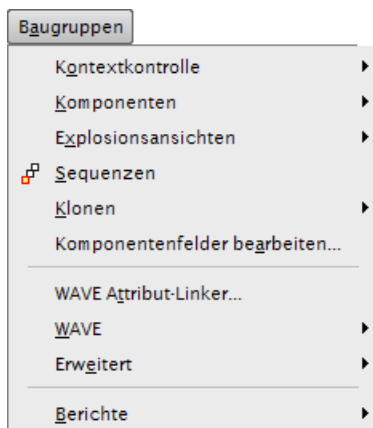 Baugruppen
Kontextkontrolle
Komponenten
Explosionsansichten
Sequenzen
Klonen
Komponentenfelder bearbeiten...
WAVE Attribut-Linker...
WAVE
Erweitert
Berichte